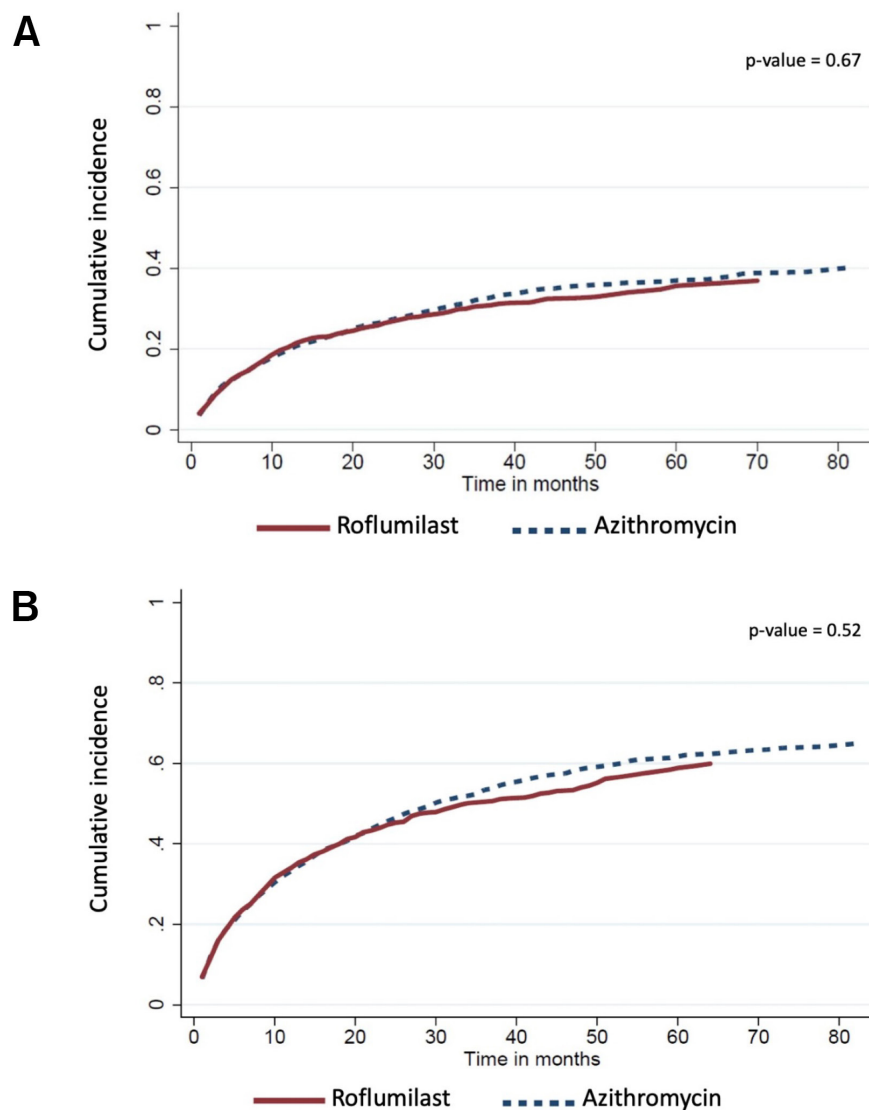 A
p-value = 0.67
Cumulative incidence
1
0.8
0.6
0.4
0.2
0
0 10 20 30 40 50 60 70 80
Time in months
Roflumilast Azithromycin
B
p-value = 0.52
Cumulative incidence
1
.8
.6
.4
.2
0
0 10 20 30 40 50 60 70 80
Time in months
Roflumilast Azithromycin